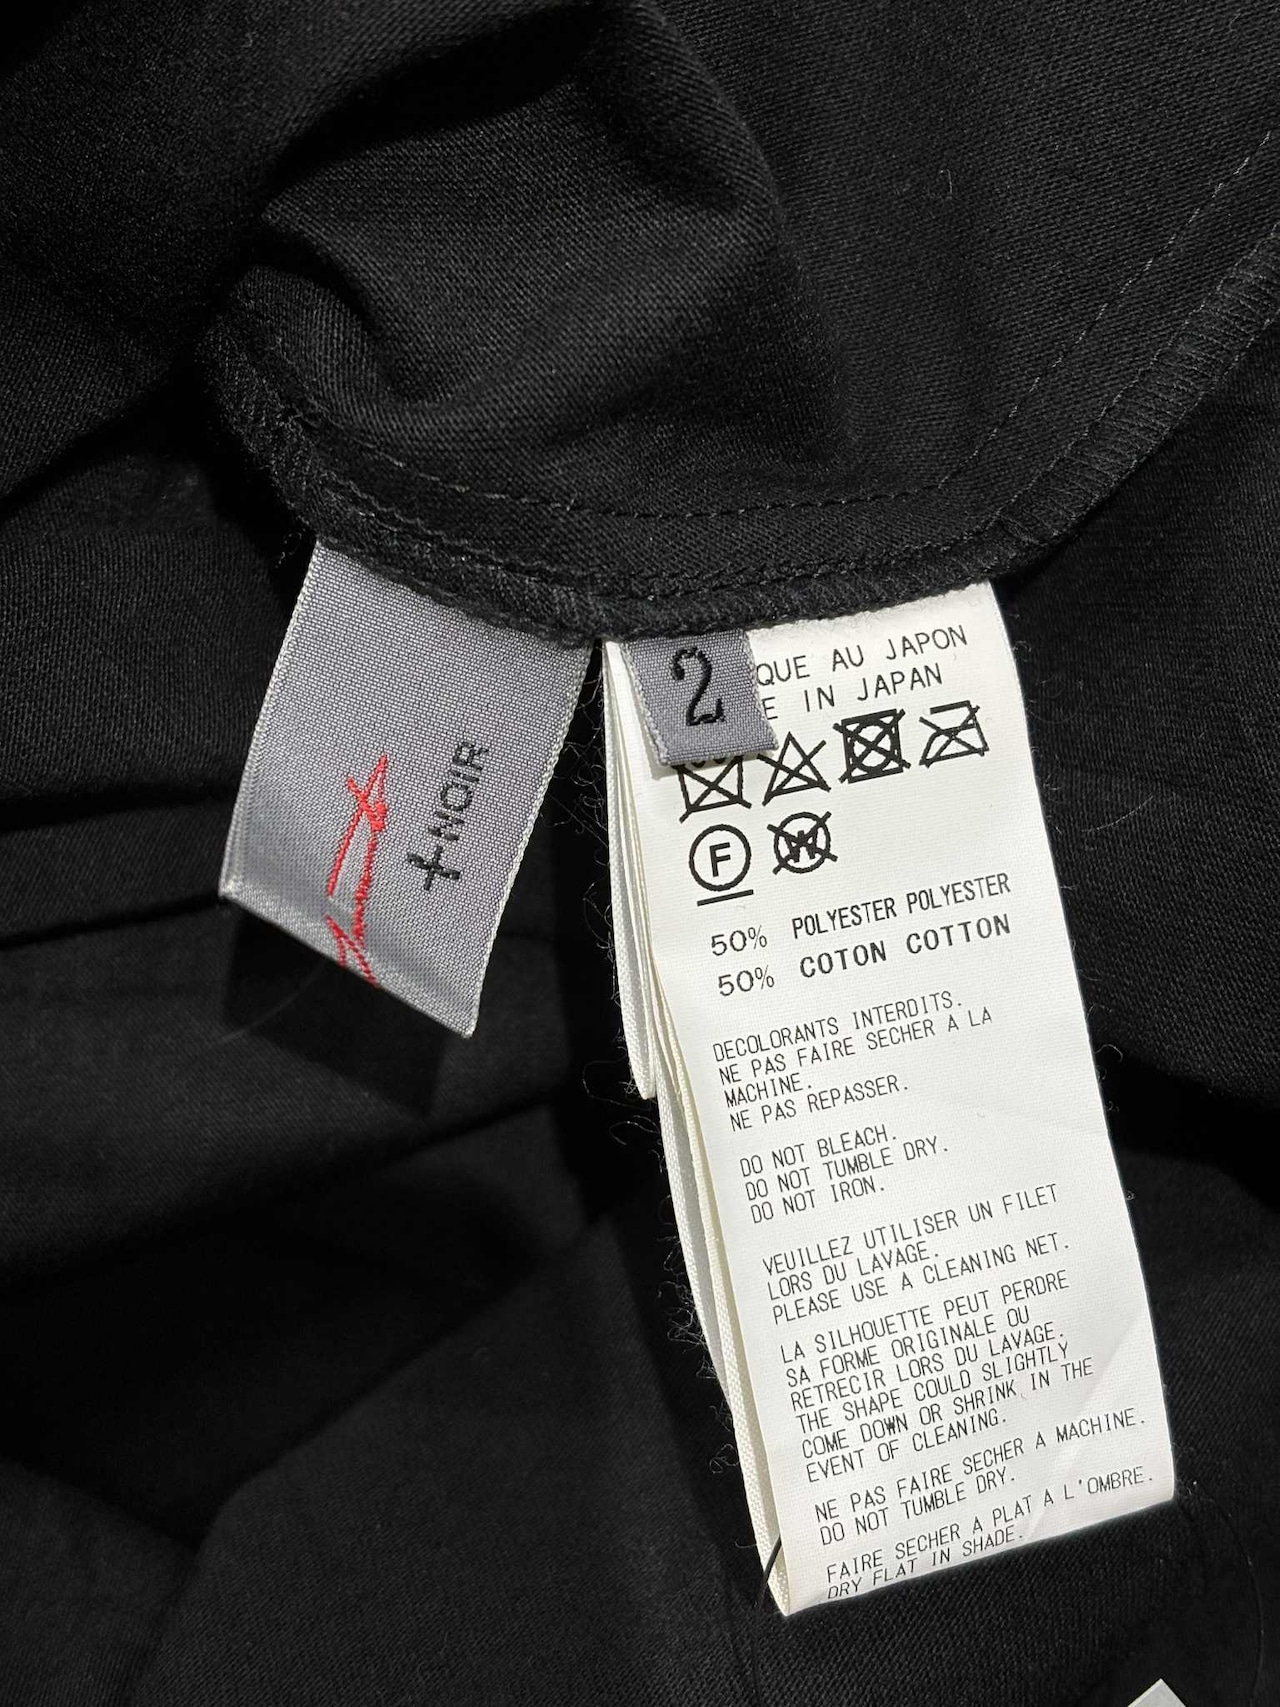 +NOIR
2
QUE AU JAPON
E IN JAPAN
F
W
50% POLYESTER POLYESTER
50% COTON COTTON
DECOLORANTS INTERDITS.
NE PAS FAIRE SECHER A LA
MACHINE.
NE PAS REPASSER.
DO NOT BLEACH.
DO NOT TUMBLE DRY.
DO NOT IRON.
VEUILLEZ UTILISER UN FILET
LORS DU LAVAGE.
PLEASE USE A CLEANING NET.
LA SILHOUETTE PEUT PERDRE
SA FORME ORIGINALE OU
RETRECIR LORS DU LAVAGE.
THE SHAPE COULD SLIGHTLY
COME DOWN OR SHRINK IN THE
EVENT OF CLEANING.
NE PAS FAIRE SECHER A MACHINE.
DO NOT TUMBLE DRY.
FAIRE SECHER A PLAT A L'OMBRE.
DRY FLAT IN SHADE.